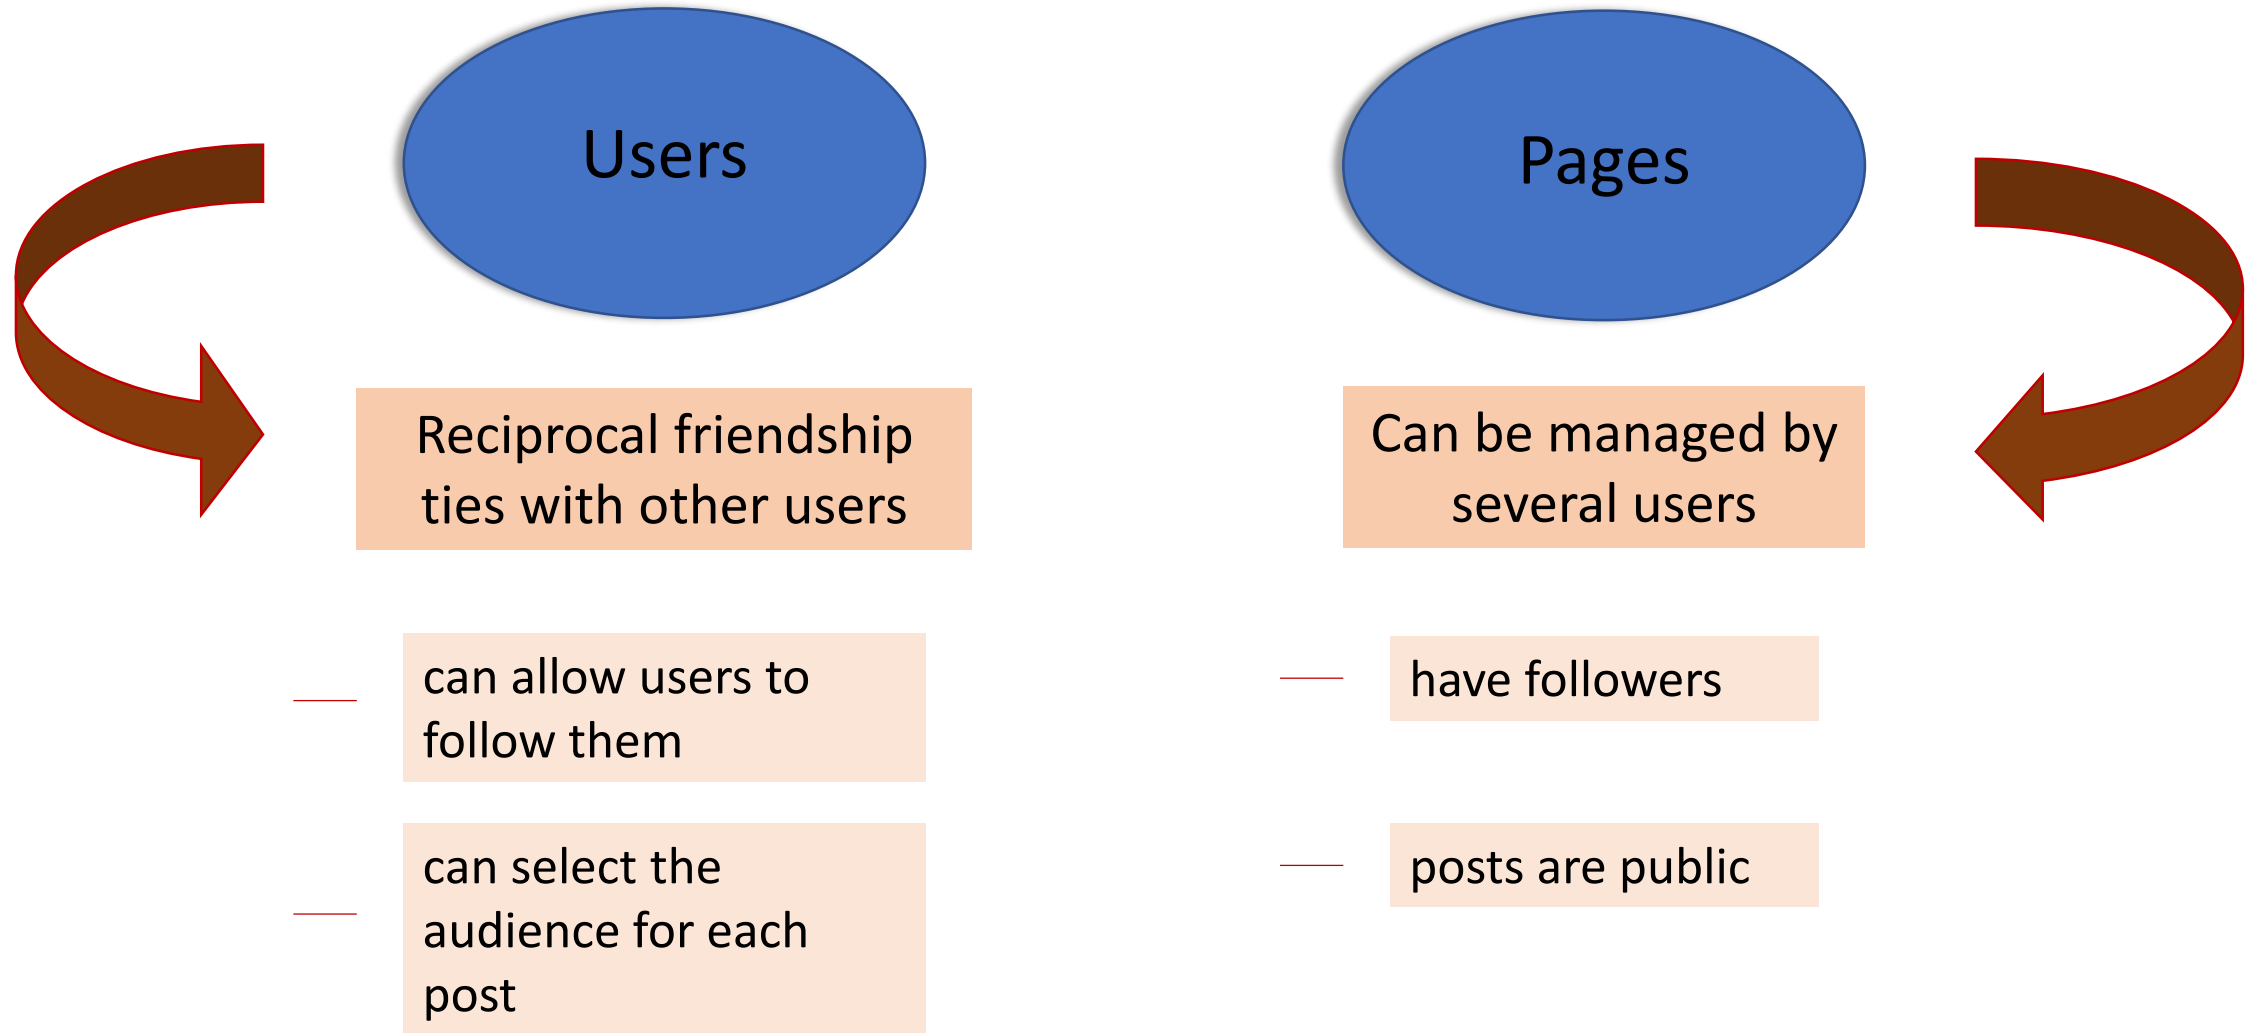 Users
Reciprocal friendship
ties with other users
can allow users to
follow them
can select the
audience for each
post
Pages
Can be managed by
several users
have followers
posts are public